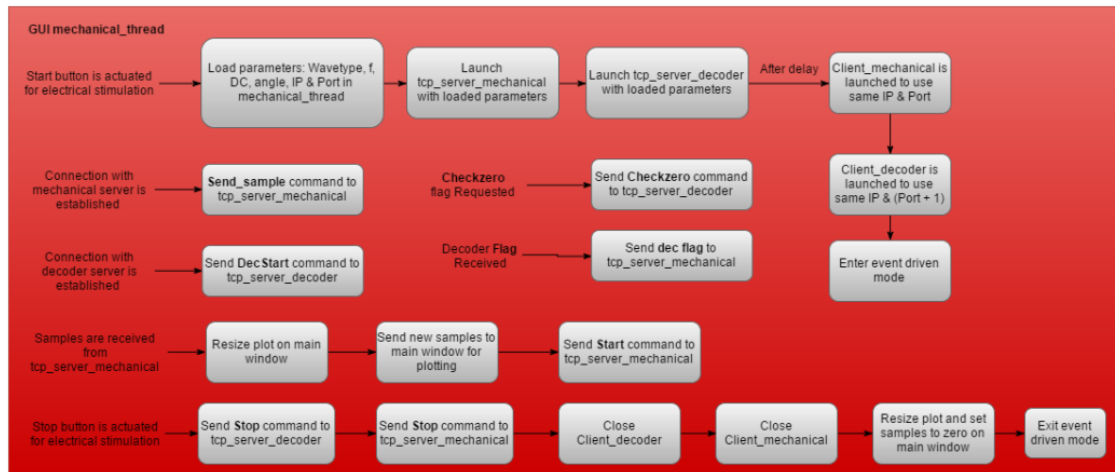 GUI mechanical_thread
Start button is actuated
for electrical stimulation
Load parameters: Wavetype, f,
DC, angle, IP & Port in
mechanical_thread
Launch
tcp_server_mechanical
with loaded parameters
Launch tcp_server_decoder
with loaded parameters
After delay
Client_mechanical is
launched to use
same IP & Port
Connection with
mechanical server is
established
Send_sample command to
tcp_server_mechanical
Checkzero
flag Requested
Send Checkzero command
to tcp_server_decoder
Client_decoder is
launched to use
same IP & (Port + 1)
Connection with
decoder server is
established
Send DecStart command to
tcp_server_decoder
Decoder Flag
Received
Send dec flag to
tcp_server_mechanical
Enter event driven
mode
Samples are received
from
tcp_server_mechanical
Resize plot on main
window
Send new samples to
main window for
plotting
Send Start command to
tcp_server_mechanical
Stop button is actuated
for electrical stimulation
Send Stop command to
tcp_server_decoder
Send Stop command to
tcp_server_mechanical
Close
Client_decoder
Close
Client_mechanical
Resize plot and set
samples to zero on
main window
Exit event
driven mode